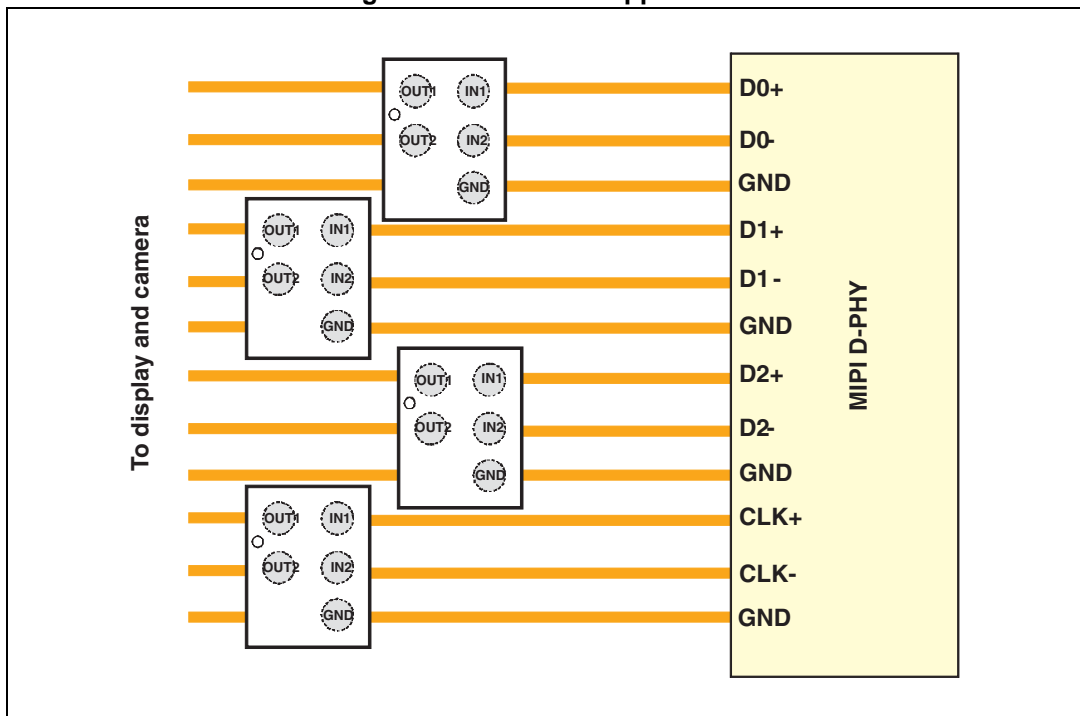 OUT1 IN1 D0+
OUT2 IN2 D0-
GND GND
OUT1 IN1 D1+
OUT2 IN2 D1-
GND GND
OUT1 IN1 D2+
OUT2 IN2 D2-
GND GND
OUT1 IN1 CLK+
OUT2 IN2 CLK-
GND GND
To display and camera
MIPI D-PHY